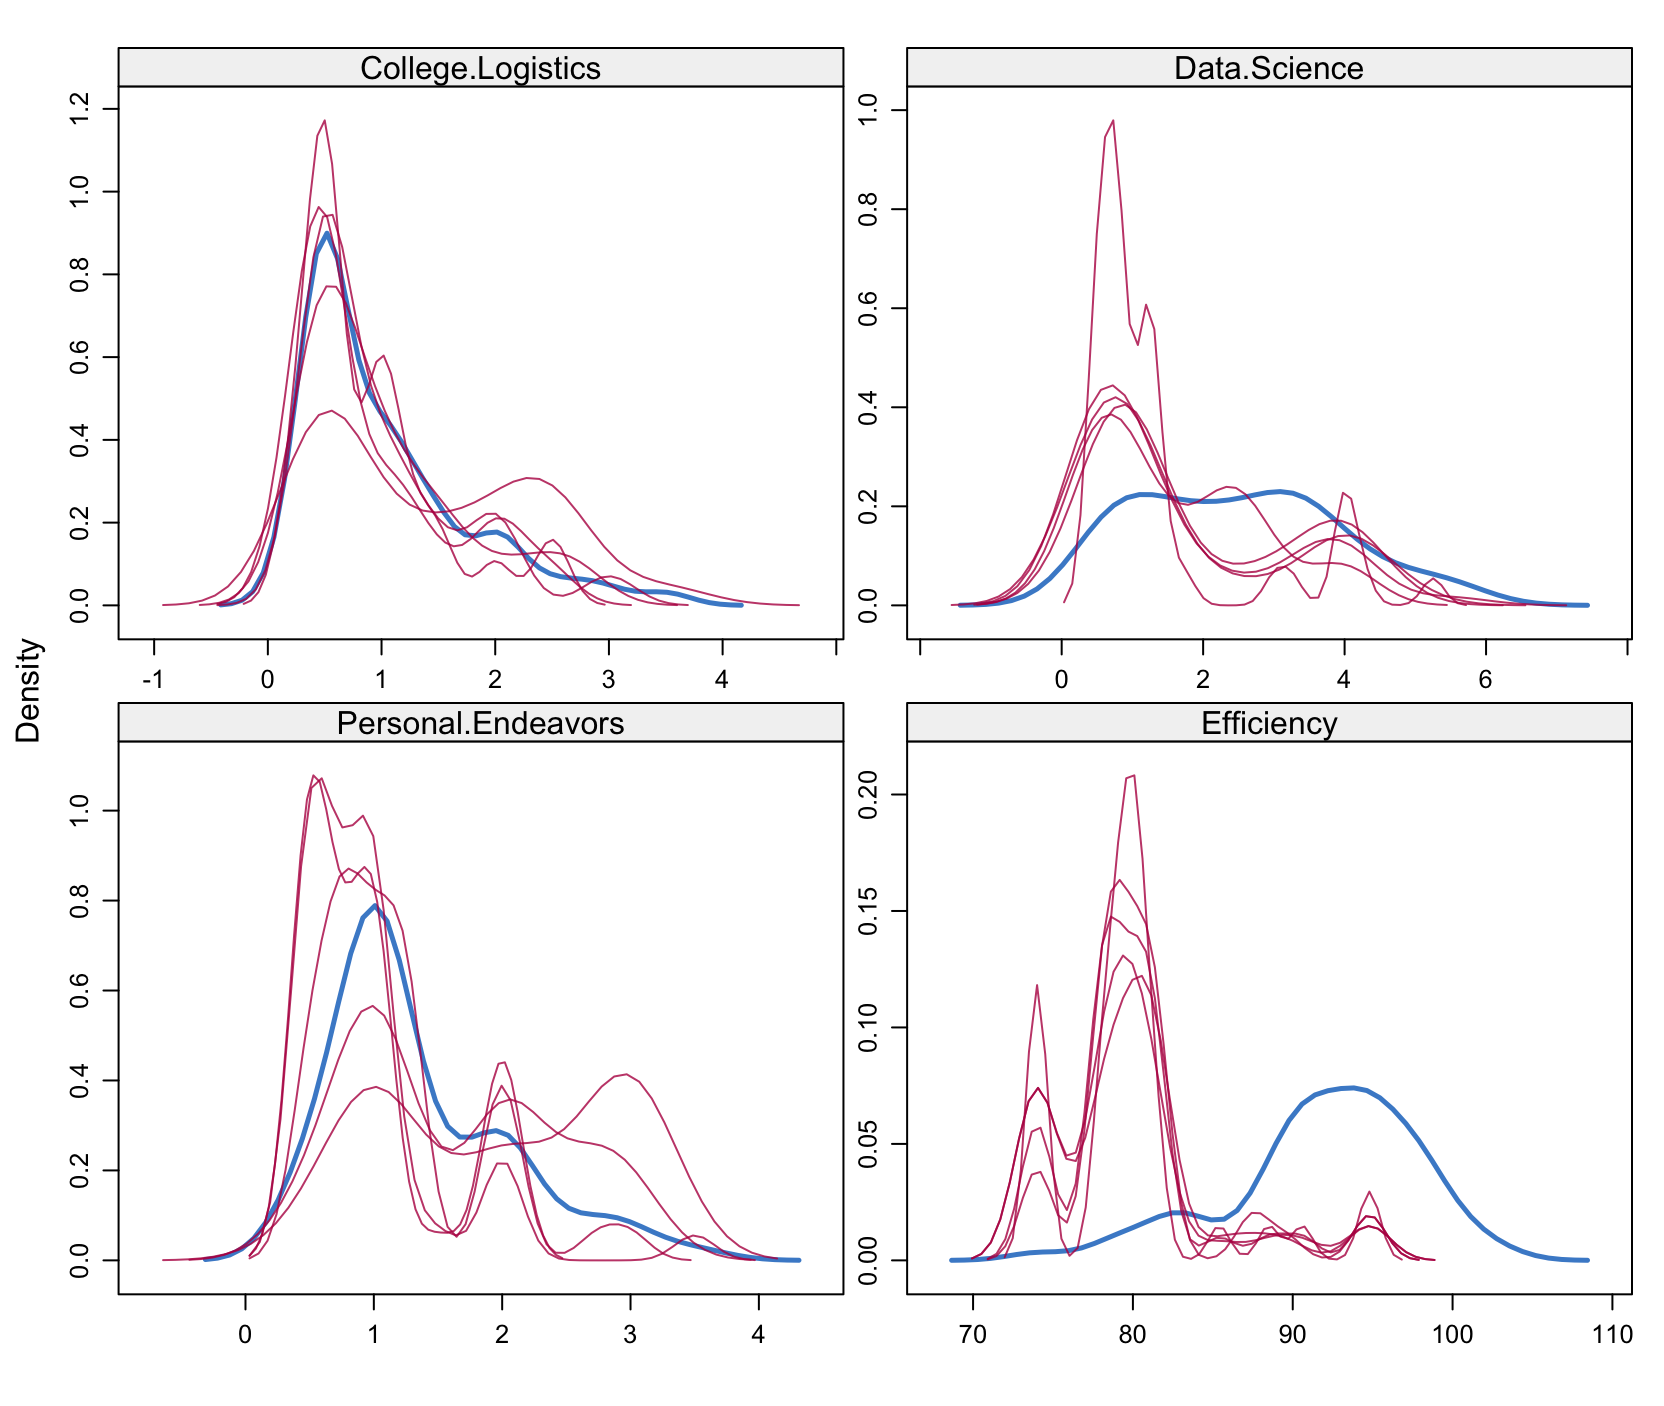 College.Logistics
Data.Science
0.0 0.2 0.4 0.6 0.8 1.0 1.2
0.0 0.2 0.4 0.6 0.8 1.0
-1 0 1 2 3 4
0 2 4 6
Density
Personal.Endeavors
Efficiency
0.0 0.2 0.4 0.6 0.8 1.0
0.00 0.05 0.10 0.15 0.20
0 1 2 3 4
70 80 90 100 110